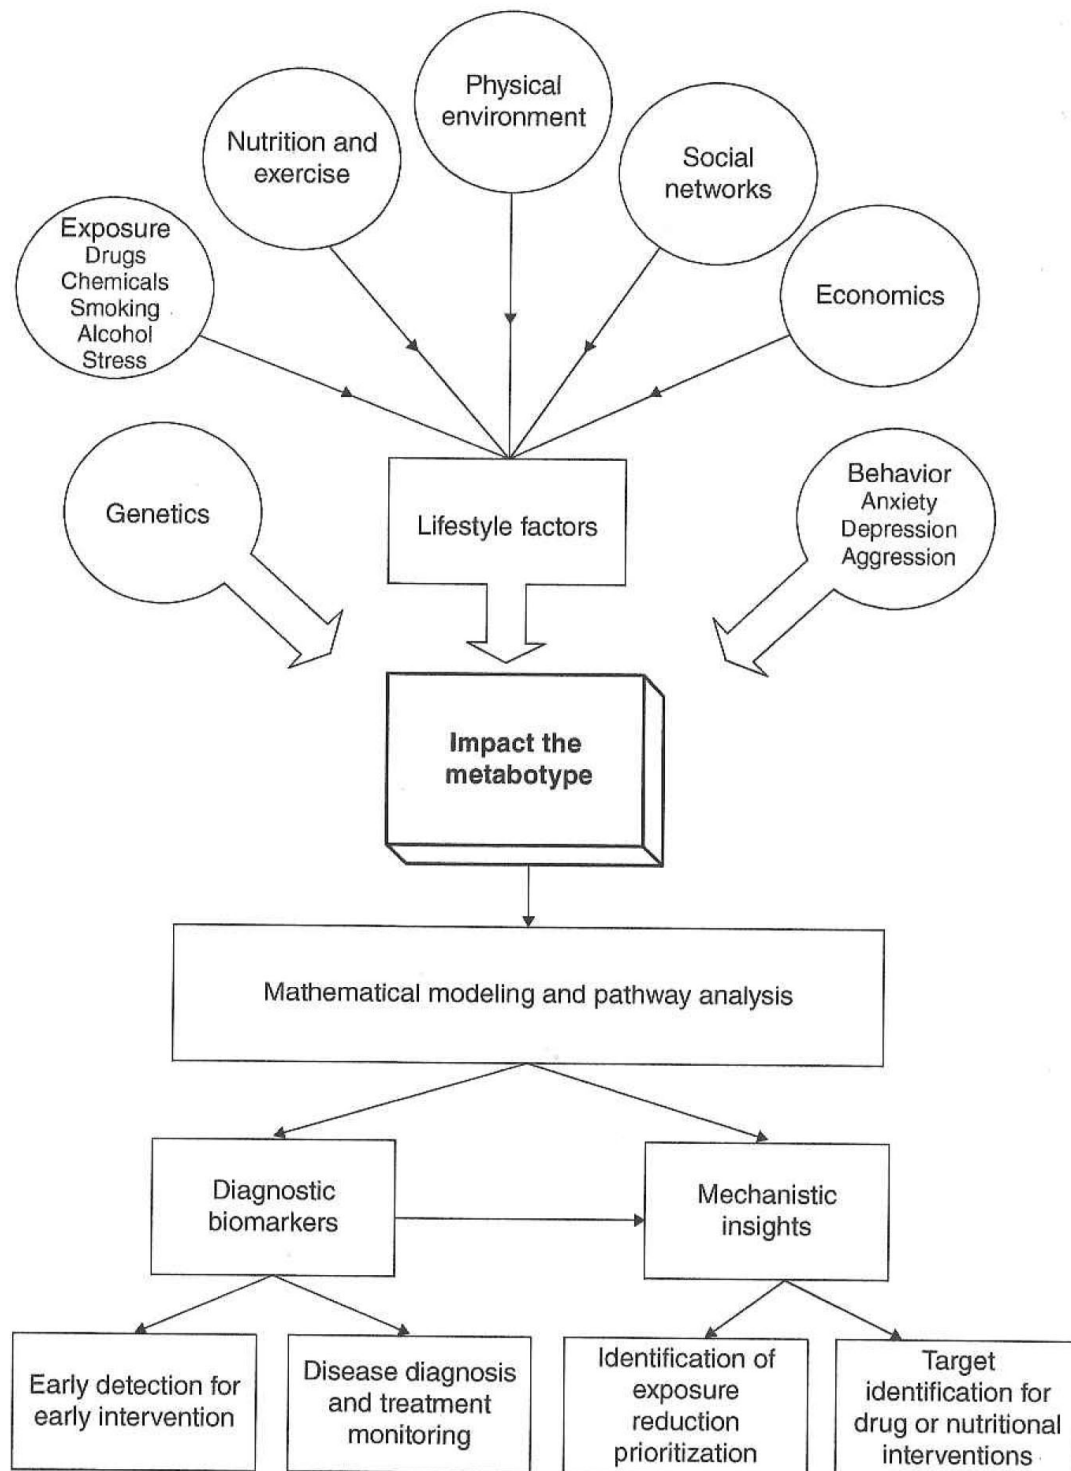 Physical
environment
Nutrition and
exercise
Social
networks
Exposure
Drugs
Chemicals
Smoking
Alcohol
Stress
Economics
Genetics
Lifestyle factors
Behavior
Anxiety
Depression
Aggression
Impact the
metabotype
Mathematical modeling and pathway analysis
Diagnostic
biomarkers
Mechanistic
insights
Early detection for
early intervention
Disease diagnosis
and treatment
monitoring
Identification of
exposure
reduction
prioritization
Target
identification for
drug or nutritional
interventions